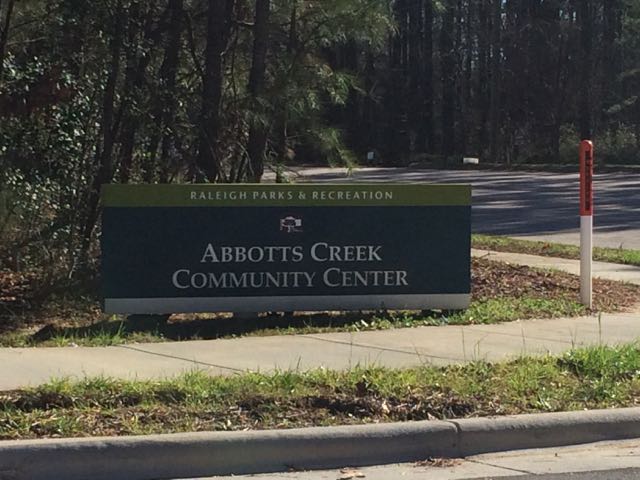 RALEIGH PARKS & RECREATION
ABBOTTS CREEK
COMMUNITY CENTER